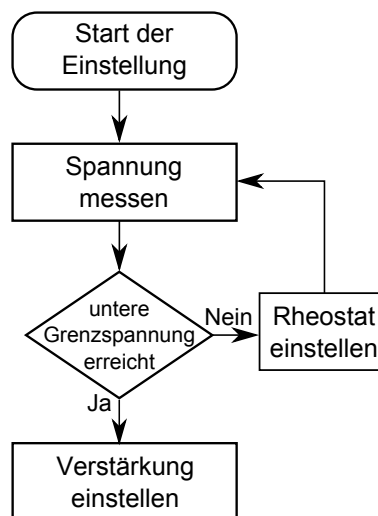 Start der
Einstellung
Spannung
messen
untere
Grenzspannung
erreicht
Nein
Rheostat
einstellen
Ja
Verstärkung
einstellen